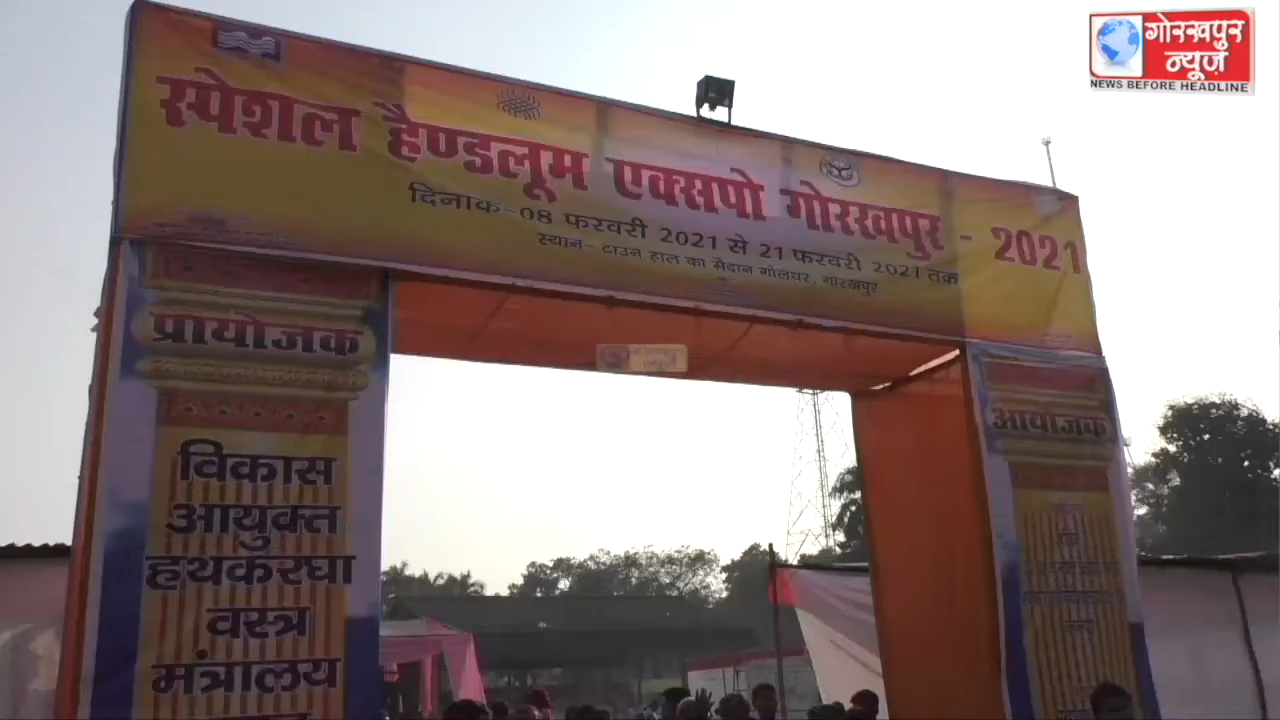 गोरखपुर
न्यूज़
NEWS BEFORE HEADLINE
स्पेशल हैण्डलूम एक्सपो गोरखपुर - 2021
दिनाक-08 फरवरी 2021 से 21 फरवरी 2021 तक
स्थान- टाउन हाल का मैदान गोलघर, गोरखपुर
प्रायोजक
विकास
आयुक्त
हथकरघा
वस्त्र
मंत्रालय
आयोजक